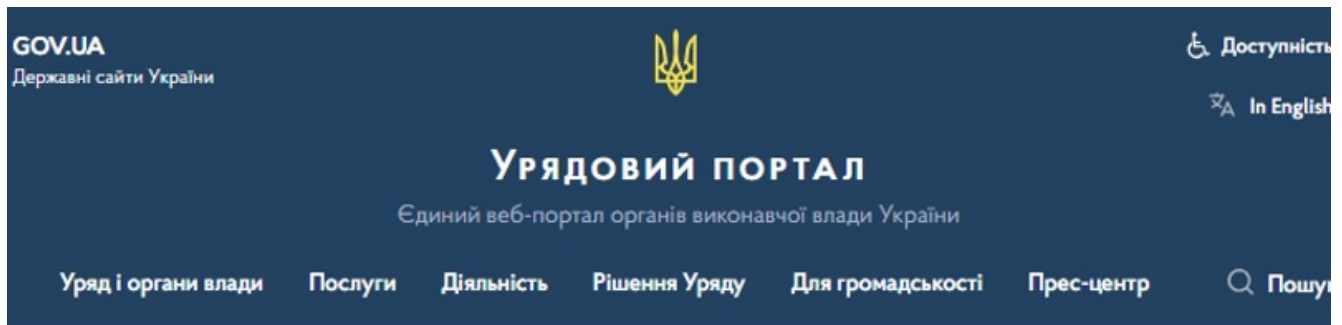 GOV.UA
Державні сайти України
Доступність
In English
Урядовий портал
Єдиний веб-портал органів виконавчої влади України
Уряд і органи влади Послуги Діяльність Рішення Уряду Для громадськості Прес-центр Пошук